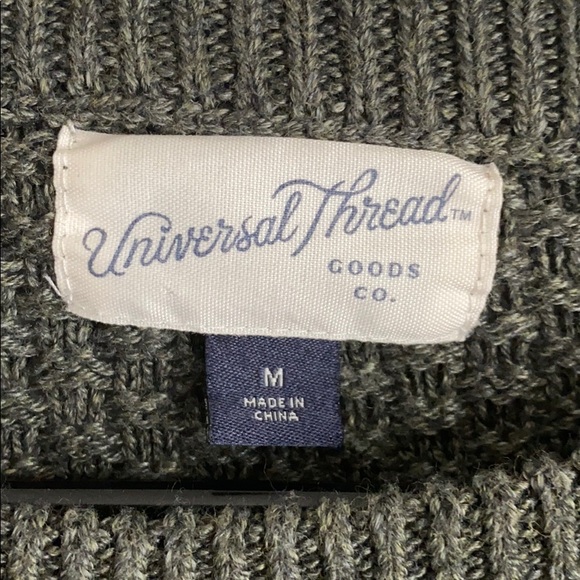 Universal Thread™
GOODS
CO.
M
MADE IN
CHINA